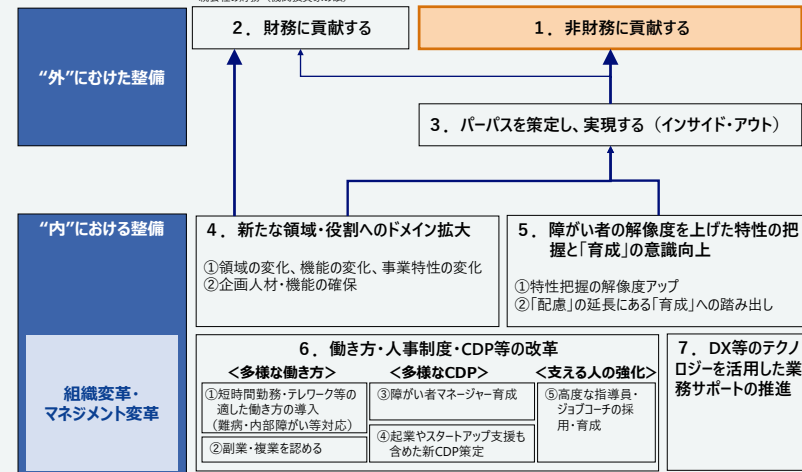 2．財務に貢献する
1．非財務に貢献する
“外”にむけた整備
3．パーパスを策定し、実現する（インサイド・アウト）
“内”における整備
4．新たな領域・役割へのドメイン拡大
①領域の変化、機能の変化、事業特性の変化
②企画人材・機能の確保
5．障がい者の解像度を上げた特性の把
握と「育成」の意識向上
①特性把握の解像度アップ
②「配慮」の延長にある「育成」への踏み出し
組織変革・
マネジメント変革
6．働き方・人事制度・CDP等の改革
＜多様な働き方＞
①短時間勤務・テレワーク等の
適した働き方の導入
（難病・内部障がい等対応）
②副業・複業を認める
＜多様なCDP＞
③障がい者マネージャー育成
④起業やスタートアップ支援も
含めた新CDP策定
＜支える人の強化＞
⑤高度な指導員・
ジョブコーチの採
用・育成
7．DX等のテクノ
ロジーを活用した業
務サポートの推進